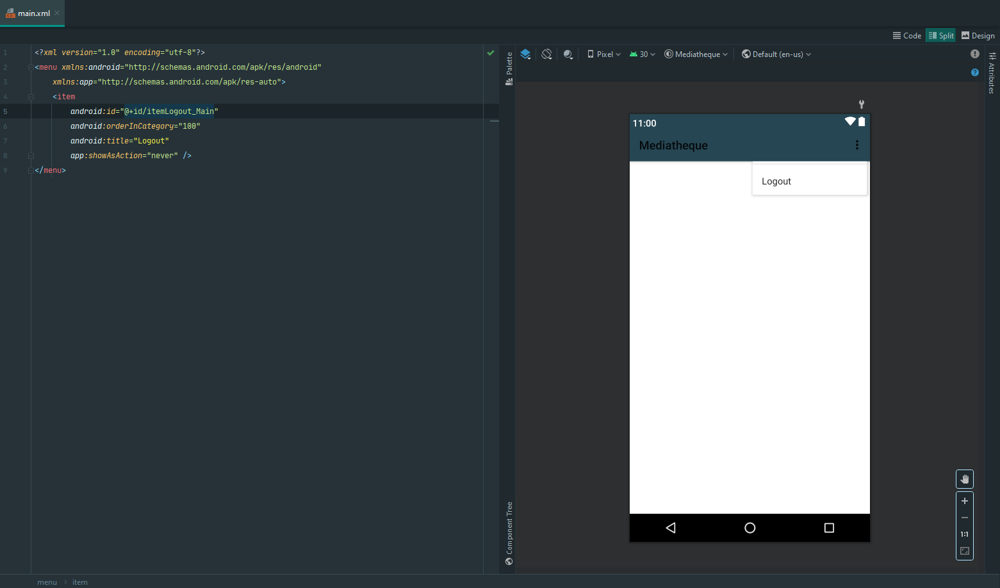 main.xml
Code Split Design
1 <?xml version="1.0" encoding="utf-8"?>
2 <menu xmlns:android="http://schemas.android.com/apk/res/android"
3 xmlns:app="http://schemas.android.com/apk/res-auto">
4 <item
5 android:id="@+id/itemLogout_Main"
6 android:orderInCategory="100"
7 android:title="Logout"
8 app:showAsAction="never" />
9 </menu>
Palette
Pixel 30 Mediatheque Default (en-us)
Attributes
11:00
Mediatheque
Logout
1:1
Component Tree
menu item